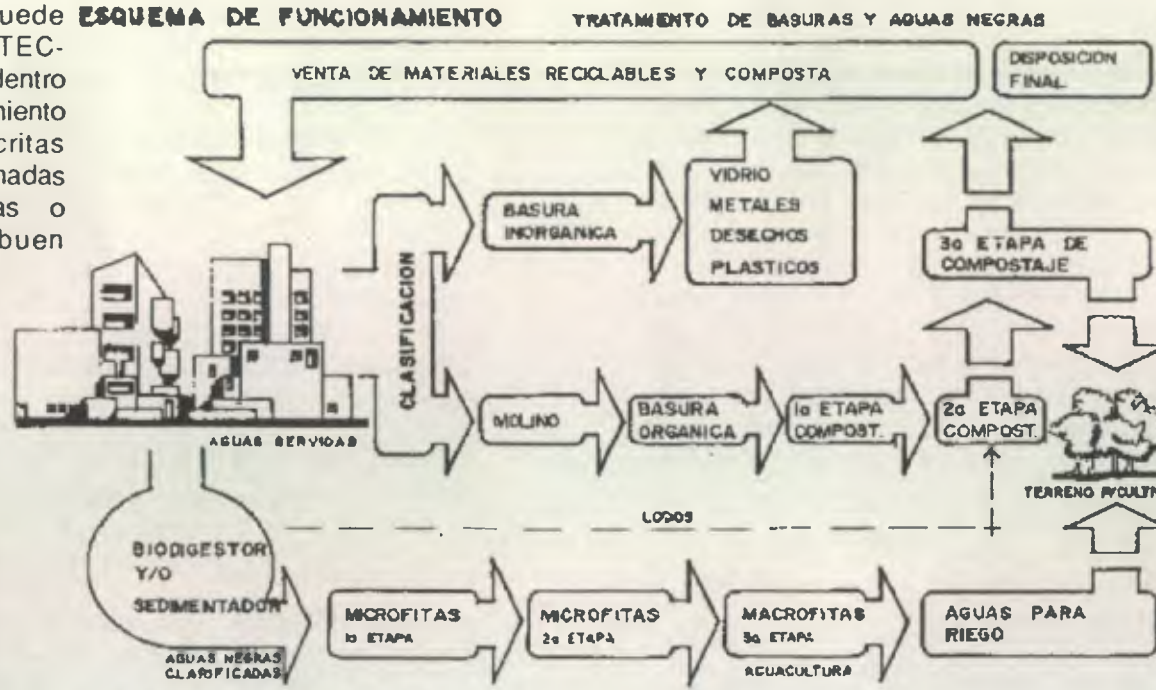 uede
TEC-
dentro
miento
critas
nadas
as o
buen
ESQUEMA DE FUNCIONAMIENTO
TRATAMIENTO DE BASURAS Y AGUAS NEGRAS
VENTA DE MATERIALES RECICLABLES Y COMPOSTA
DISPOSICION
FINAL
CLASIFICACION
BASURA
INORGANICA
VIDRIO
METALES
DESECHOS
PLASTICOS
3a ETAPA DE
COMPOSTAJE
MOLINO
BASURA
ORGANICA
1a ETAPA
COMPOST.
2a ETAPA
COMPOST.
AGUAS SERVIDAS
TERRENO P/CULTIV
LODOS
BIODIGESTOR
Y/O
SEDIMENTADOR
AGUAS NEGRAS
CLASIFICADAS
MICROFITAS
1a ETAPA
MICROFITAS
2a ETAPA
MACROFITAS
3a ETAPA
ACUACULTURA
AGUAS PARA
RIEGO